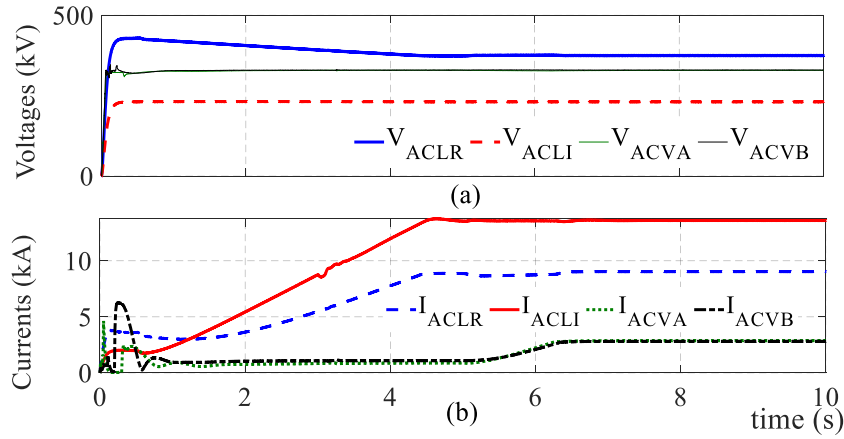 500
Voltages (kV)
V_ACLR V_ACLI V_ACVA V_ACVB
0
(a)
Currents (kA)
10
5
I_ACLR I_ACLI I_ACVA I_ACVB
0
0 2 4 6 8 10
(b)
time (s)